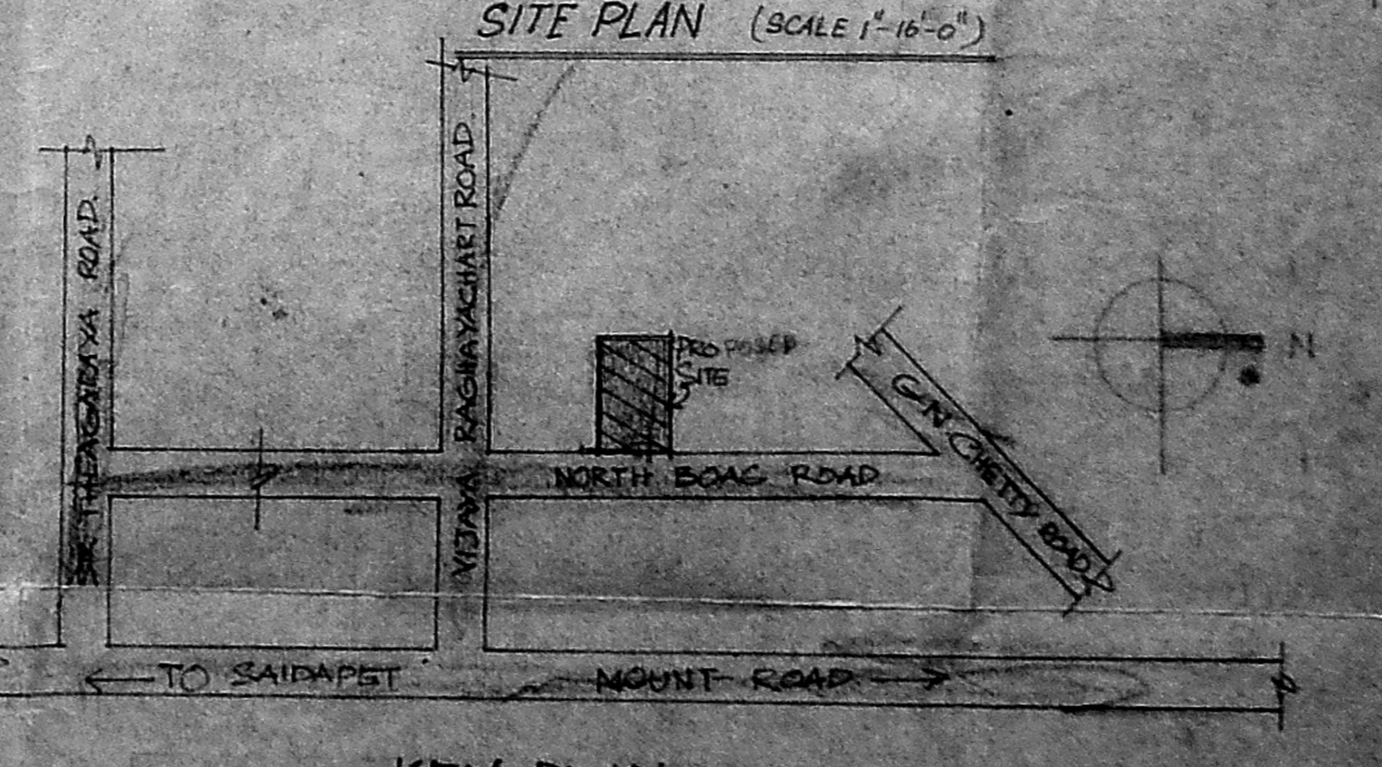 SITE PLAN (SCALE 1"-16'-0")
THEAGARAYA ROAD.
VIJAYA RAGHAVACHARI ROAD.
PROPOSED
SITE
NORTH BOAG ROAD
G.N CHETTY ROAD
N
← TO SAIDAPET
MOUNT ROAD →